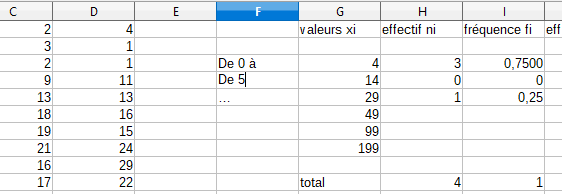 C D E F G H I
2 4 valeurs xi effectif ni fréquence fi eff
3 1
2 1 De 0 à 4 3 0,7500
9 11 De 5 14 0 0
13 13 … 29 1 0,25
18 16 49
19 15 99
21 24 199
16 29
17 22 total 4 1